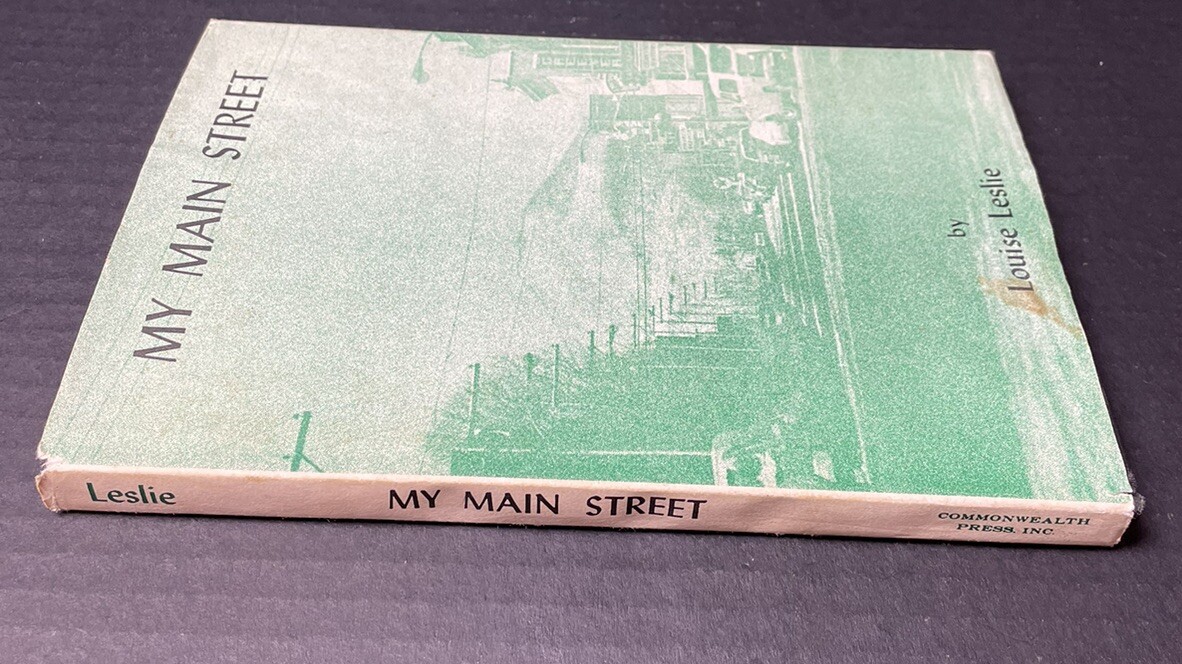 MY MAIN STREET
by
Louise Leslie
Leslie
MY MAIN STREET
COMMONWEALTH
PRESS, INC.